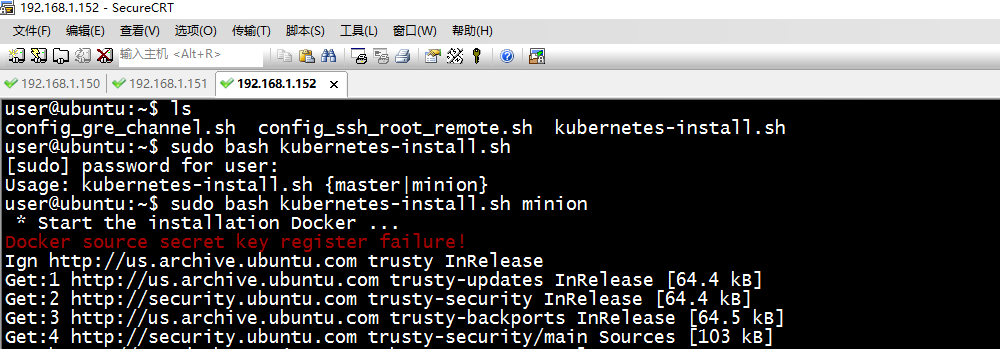 192.168.1.152 - SecureCRT
文件(F) 编辑(E) 查看(V) 选项(O) 传输(T) 脚本(S) 工具(L) 窗口(W) 帮助(H)
输入主机 <Alt+R>
192.168.1.150 192.168.1.151 192.168.1.152 ×
user@ubuntu:~$ ls
config_gre_channel.sh  config_ssh_root_remote.sh  kubernetes-install.sh
user@ubuntu:~$ sudo bash kubernetes-install.sh
[sudo] password for user:
Usage: kubernetes-install.sh {master|minion}
user@ubuntu:~$ sudo bash kubernetes-install.sh minion
 * Start the installation Docker ...
Docker source secret key register failure!
Ign http://us.archive.ubuntu.com trusty InRelease
Get:1 http://us.archive.ubuntu.com trusty-updates InRelease [64.4 kB]
Get:2 http://security.ubuntu.com trusty-security InRelease [64.4 kB]
Get:3 http://us.archive.ubuntu.com trusty-backports InRelease [64.5 kB]
Get:4 http://security.ubuntu.com trusty-security/main Sources [103 kB]